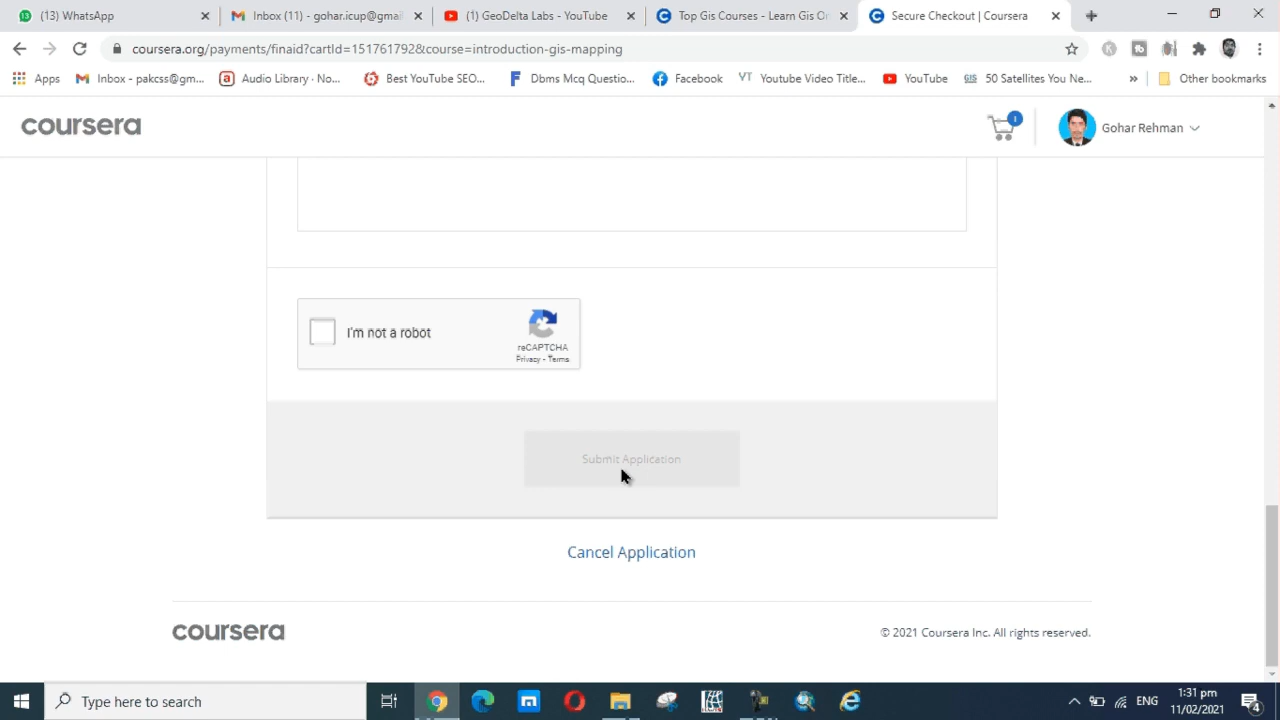 (13) WhatsApp
Inbox (11) - gohar.icup@gmai
(1) GeoDelta Labs - YouTube
Top Gis Courses - Learn Gis O
Secure Checkout | Coursera
coursera.org/payments/finaid?cartId=151761792&course=introduction-gis-mapping
Apps
Inbox - pakcss@gm...
Audio Library · No...
Best YouTube SEO...
Dbms Mcq Questio...
Facebook
YT Youtube Video Title...
YouTube
GIS 50 Satellites You Ne...
»
Other bookmarks
coursera
1
Gohar Rehman
I'm not a robot
reCAPTCHA
Privacy - Terms
Submit Application
Cancel Application
coursera
© 2021 Coursera Inc. All rights reserved.
Type here to search
ENG
1:31 pm
11/02/2021
4